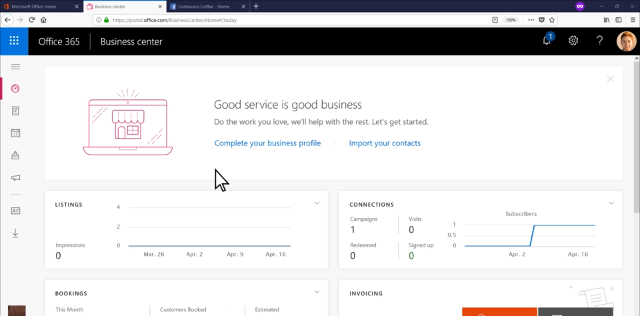 Microsoft Office Home
Business center
Contowson Coffee - Home
https://portal.office.com/BusinessCenter/Home#/today
150%
Office 365
Business center
1
Good service is good business
Do the work you love, we'll help with the rest. Let's get started.
Complete your business profile
Import your contacts
LISTINGS
4
2
0
Impressions
0
Mar. 26
Apr. 2
Apr. 9
Apr. 16
CONNECTIONS
Campaigns
1
Visits
0
Redeemed
0
Signed up
0
Subscribers
1
0.5
0
Apr. 2
Apr. 16
BOOKINGS
This Month
Customers Booked
Estimated
INVOICING